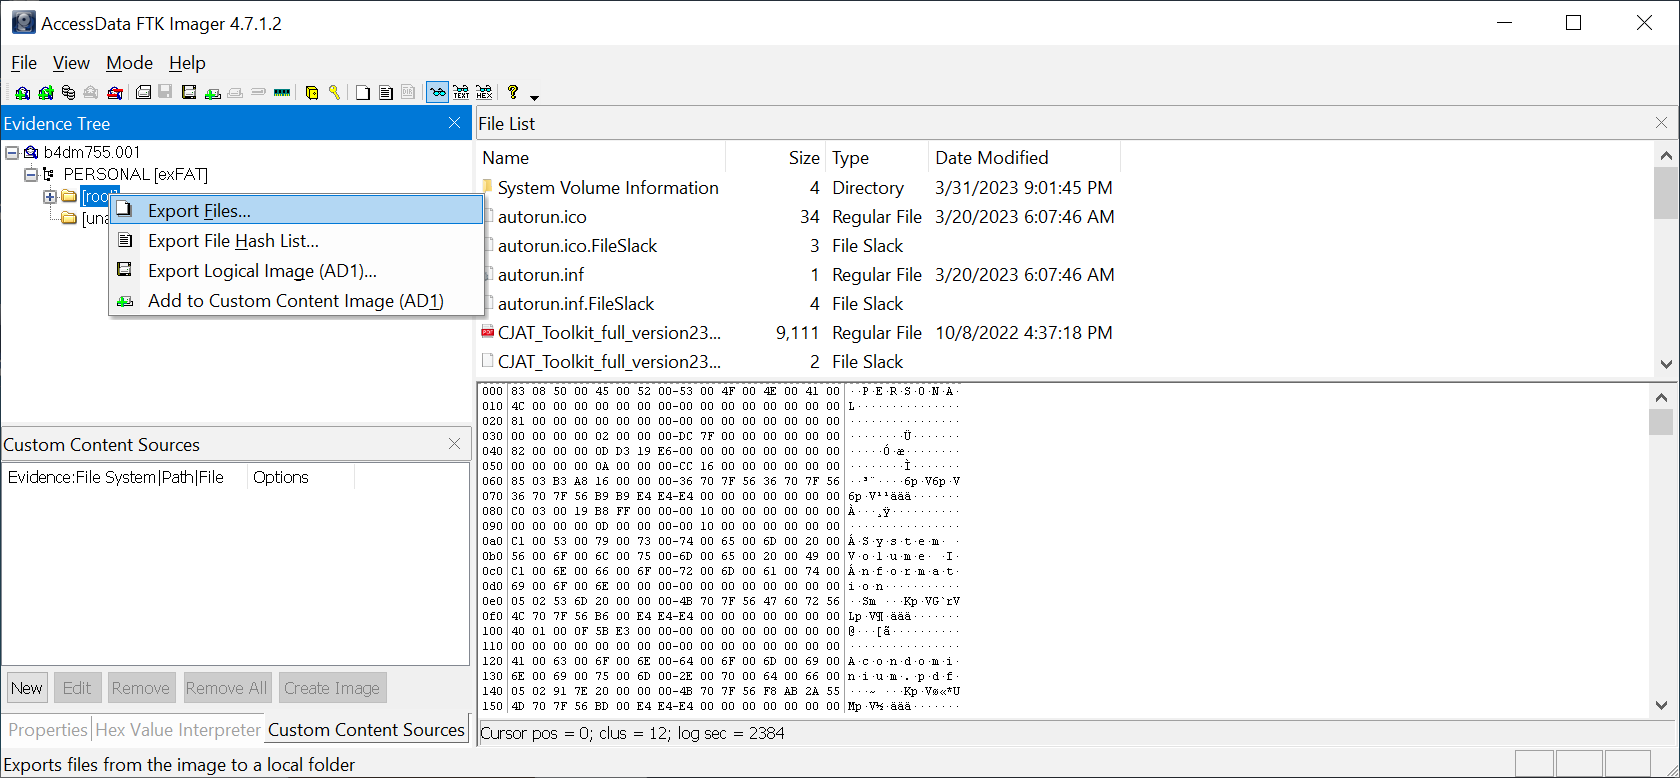 AccessData FTK Imager 4.7.1.2
File View Mode Help
Evidence Tree
b4dm755.001
PERSONAL [exFAT]
[root]
[una
Export Files...
Export File Hash List...
Export Logical Image (AD1)...
Add to Custom Content Image (AD1)
Custom Content Sources
Evidence:File System|Path|File Options
New Edit Remove Remove All Create Image
Properties Hex Value Interpreter Custom Content Sources
File List
Name Size Type Date Modified
System Volume Information 4 Directory 3/31/2023 9:01:45 PM
autorun.ico 34 Regular File 3/20/2023 6:07:46 AM
autorun.ico.FileSlack 3 File Slack
autorun.inf 1 Regular File 3/20/2023 6:07:46 AM
autorun.inf.FileSlack 4 File Slack
CJAT_Toolkit_full_version23... 9,111 Regular File 10/8/2022 4:37:18 PM
CJAT_Toolkit_full_version23... 2 File Slack
000 83 08 50 00 45 00 52 00-53 00 4F 00 4E 00 41 00 ··P·E·R·S·O·N·A·
010 4C 00 00 00 00 00 00 00-00 00 00 00 00 00 00 00 L···············
020 81 00 00 00 00 00 00 00-00 00 00 00 00 00 00 00 ················
030 00 00 00 00 02 00 00 00-DC 7F 00 00 00 00 00 00 ········Ü·······
040 82 00 00 00 0D D3 19 E6-00 00 00 00 00 00 00 00 ·····Ó·æ········
050 00 00 00 00 0A 00 00 00-CC 16 00 00 00 00 00 00 ········Ì·······
060 85 03 B3 A8 16 00 00 00-36 70 7F 56 36 70 7F 56 ··³¨····6p·V6p·V
070 36 70 7F 56 B9 B9 E4 E4-E4 00 00 00 00 00 00 00 6p·V¹¹äää·······
080 C0 03 00 19 B8 FF 00 00-00 10 00 00 00 00 00 00 À···¸ÿ··········
090 00 00 00 00 0D 00 00 00-00 10 00 00 00 00 00 00 ················
0a0 C1 00 53 00 79 00 73 00-74 00 65 00 6D 00 20 00 Á·S·y·s·t·e·m· ·
0b0 56 00 6F 00 6C 00 75 00-6D 00 65 00 20 00 49 00 V·o·l·u·m·e· ·I·
0c0 C1 00 6E 00 66 00 6F 00-72 00 6D 00 61 00 74 00 Á·n·f·o·r·m·a·t·
0d0 69 00 6F 00 6E 00 00 00-00 00 00 00 00 00 00 00 i·o·n···········
0e0 05 02 53 6D 20 00 00 00-4B 70 7F 56 47 60 72 56 ··Sm ···Kp·VG`rV
0f0 4C 70 7F 56 B6 00 E4 E4-E4 00 00 00 00 00 00 00 Lp·V¶·äää·······
100 40 01 00 0F 5B E3 00 00-00 00 00 00 00 00 00 00 @···[ã··········
110 00 00 00 00 00 00 00 00-00 00 00 00 00 00 00 00 ················
120 41 00 63 00 6F 00 6E 00-64 00 6F 00 6D 00 69 00 A·c·o·n·d·o·m·i·
130 6E 00 69 00 75 00 6D 00-2E 00 70 00 64 00 66 00 n·i·u·m·.·p·d·f·
140 05 02 91 7E 20 00 00 00-4B 70 7F 56 F8 AB 2A 55 ···~ ···Kp·Vø«*U
150 4D 70 7F 56 BD 00 E4 E4-E4 00 00 00 00 00 00 00 Mp·V½·äää·······
Cursor pos = 0; clus = 12; log sec = 2384
Exports files from the image to a local folder